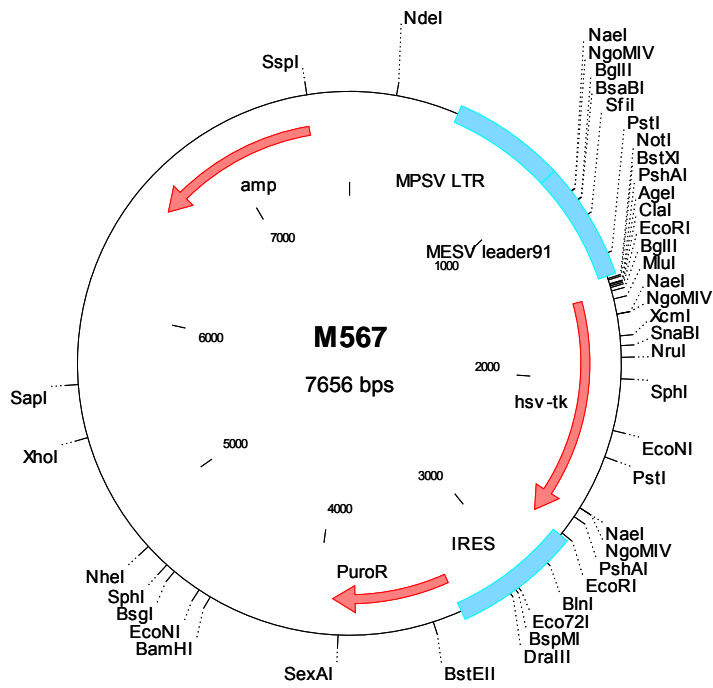 NdeI
SspI
NaeI
NgoMIV
BglII
BsaBI
SfiI
PstI
NotI
BstXI
PshAI
AgeI
ClaI
EcoRI
BglII
MluI
NaeI
NgoMIV
XcmI
SnaBI
NruI
SphI
EcoNI
PstI
NaeI
NgoMIV
PshAI
EcoRI
BlnI
Eco72I
BspMI
DraIII
BstEII
SexAI
BamHI
EcoNI
BsgI
SphI
NheI
XhoI
SapI
amp
MPSV LTR
MESV leader91
hsv-tk
IRES
PuroR
1000
2000
3000
4000
5000
6000
7000
M567
7656 bps